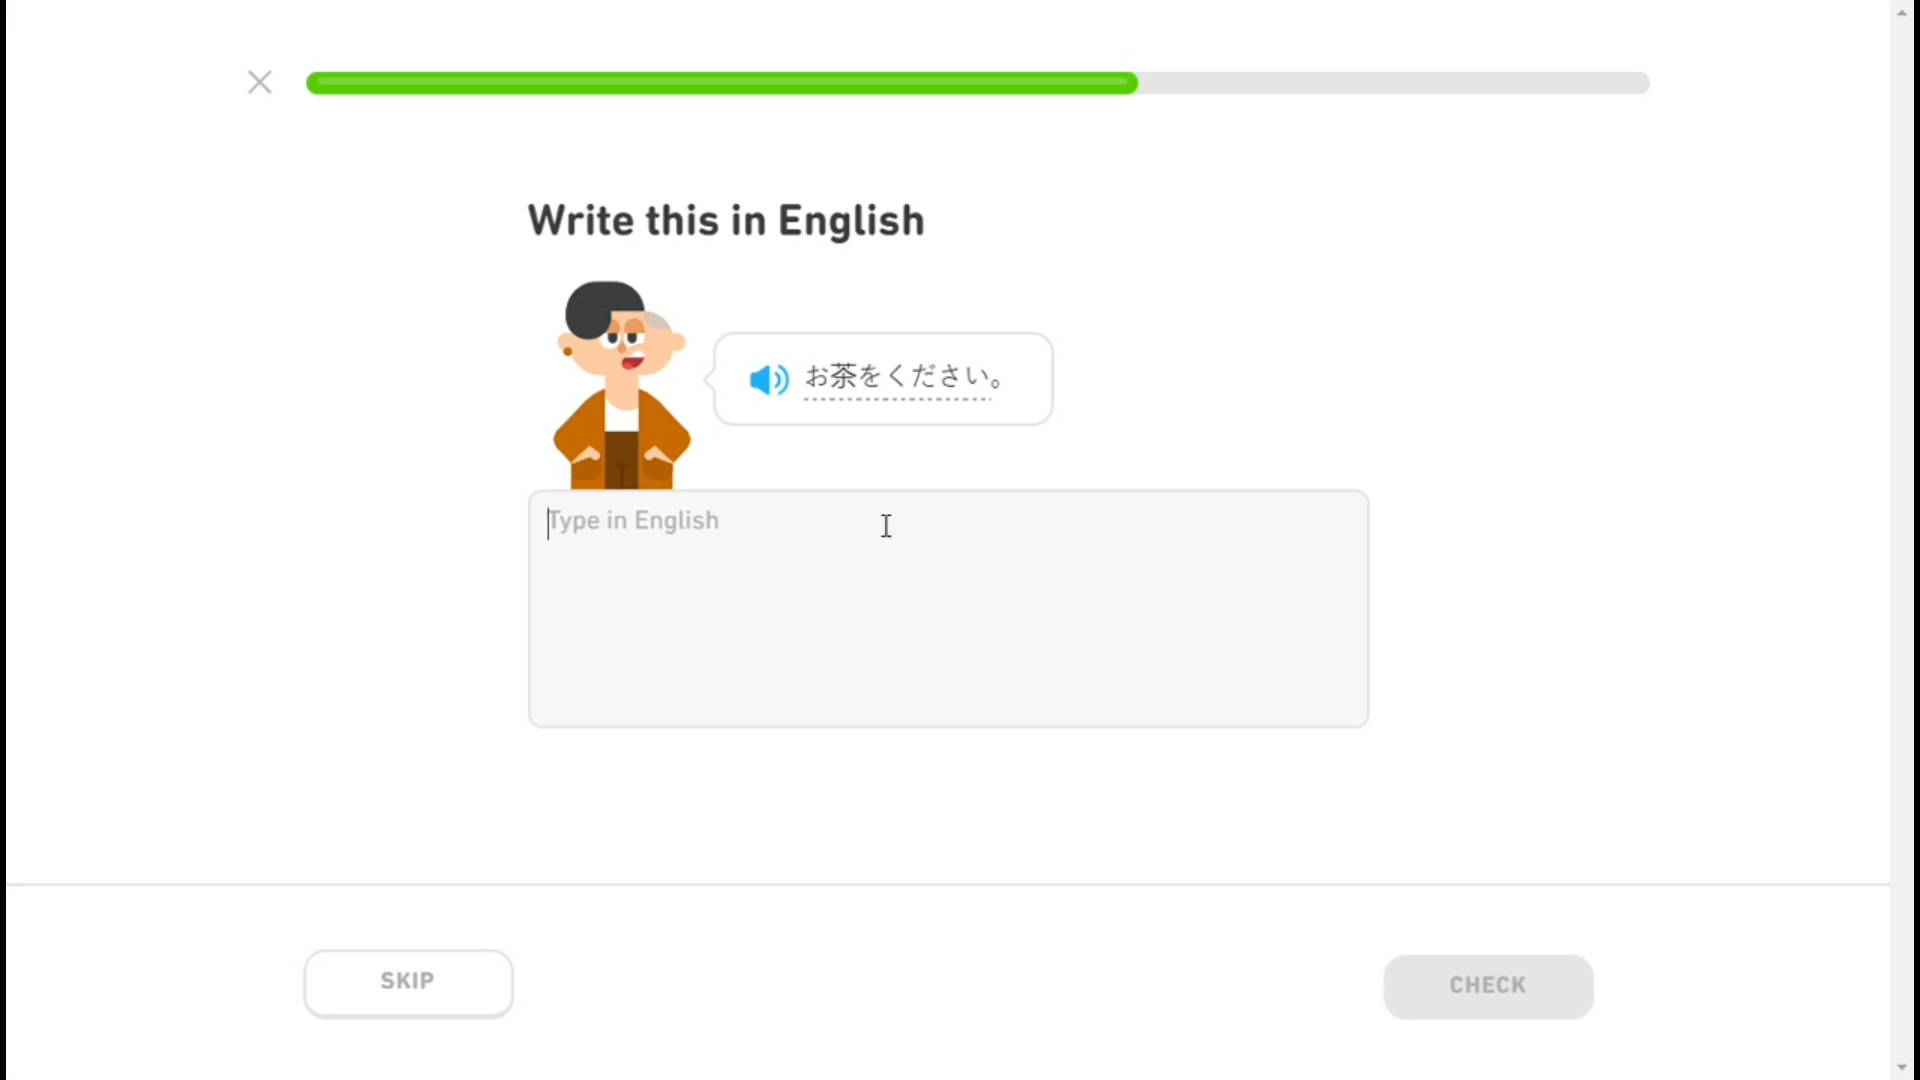 Write this in English
お茶をください。
Type in English
SKIP
CHECK